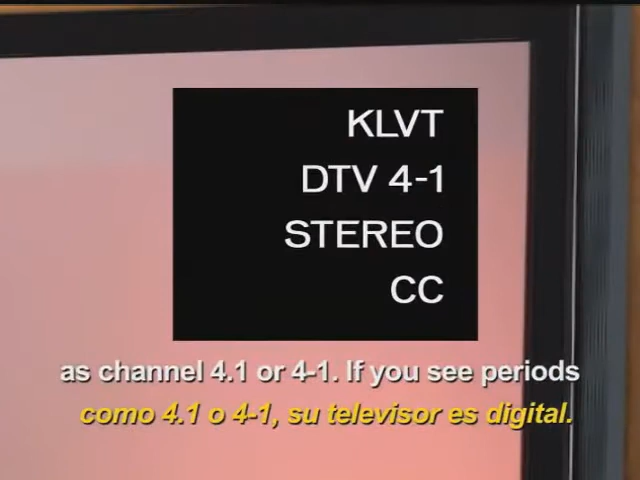 KLVT
DTV 4-1
STEREO
CC
as channel 4.1 or 4-1. If you see periods
como 4.1 o 4-1, su televisor es digital.